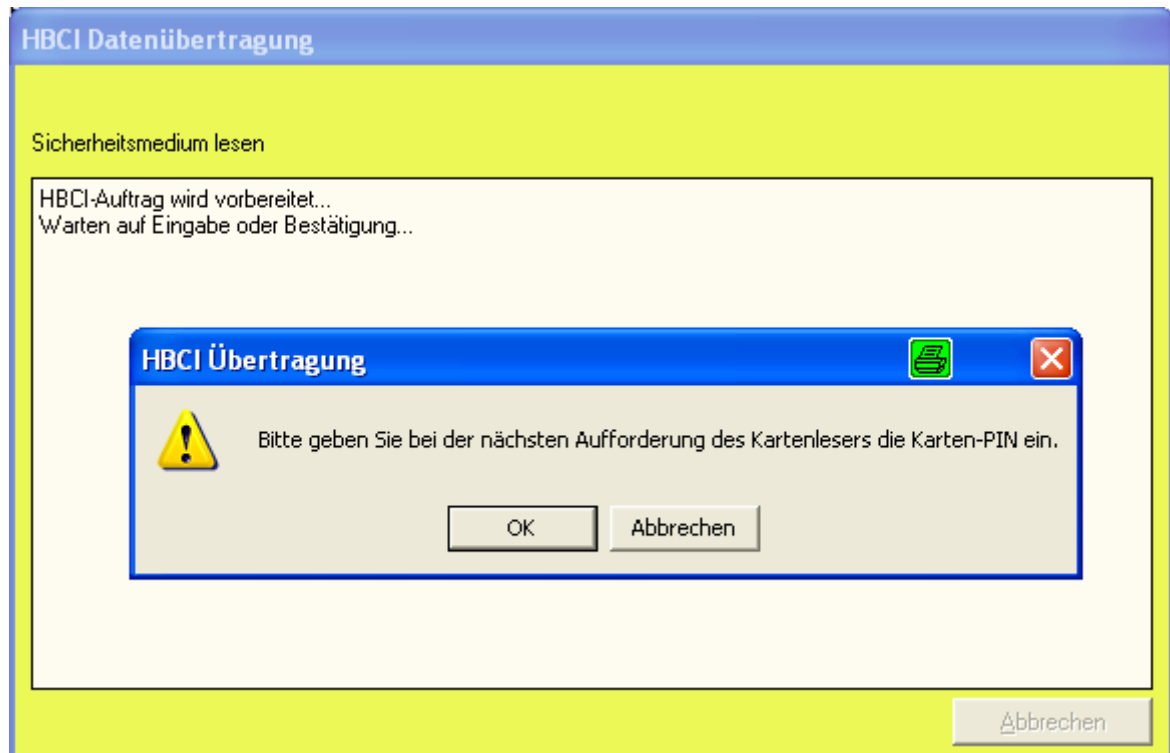 HBCI Datenübertragung
Sicherheitsmedium lesen
HBCI-Auftrag wird vorbereitet...
Warten auf Eingabe oder Bestätigung...
HBCI Übertragung
Bitte geben Sie bei der nächsten Aufforderung des Kartenlesers die Karten-PIN ein.
OK
Abbrechen
Abbrechen